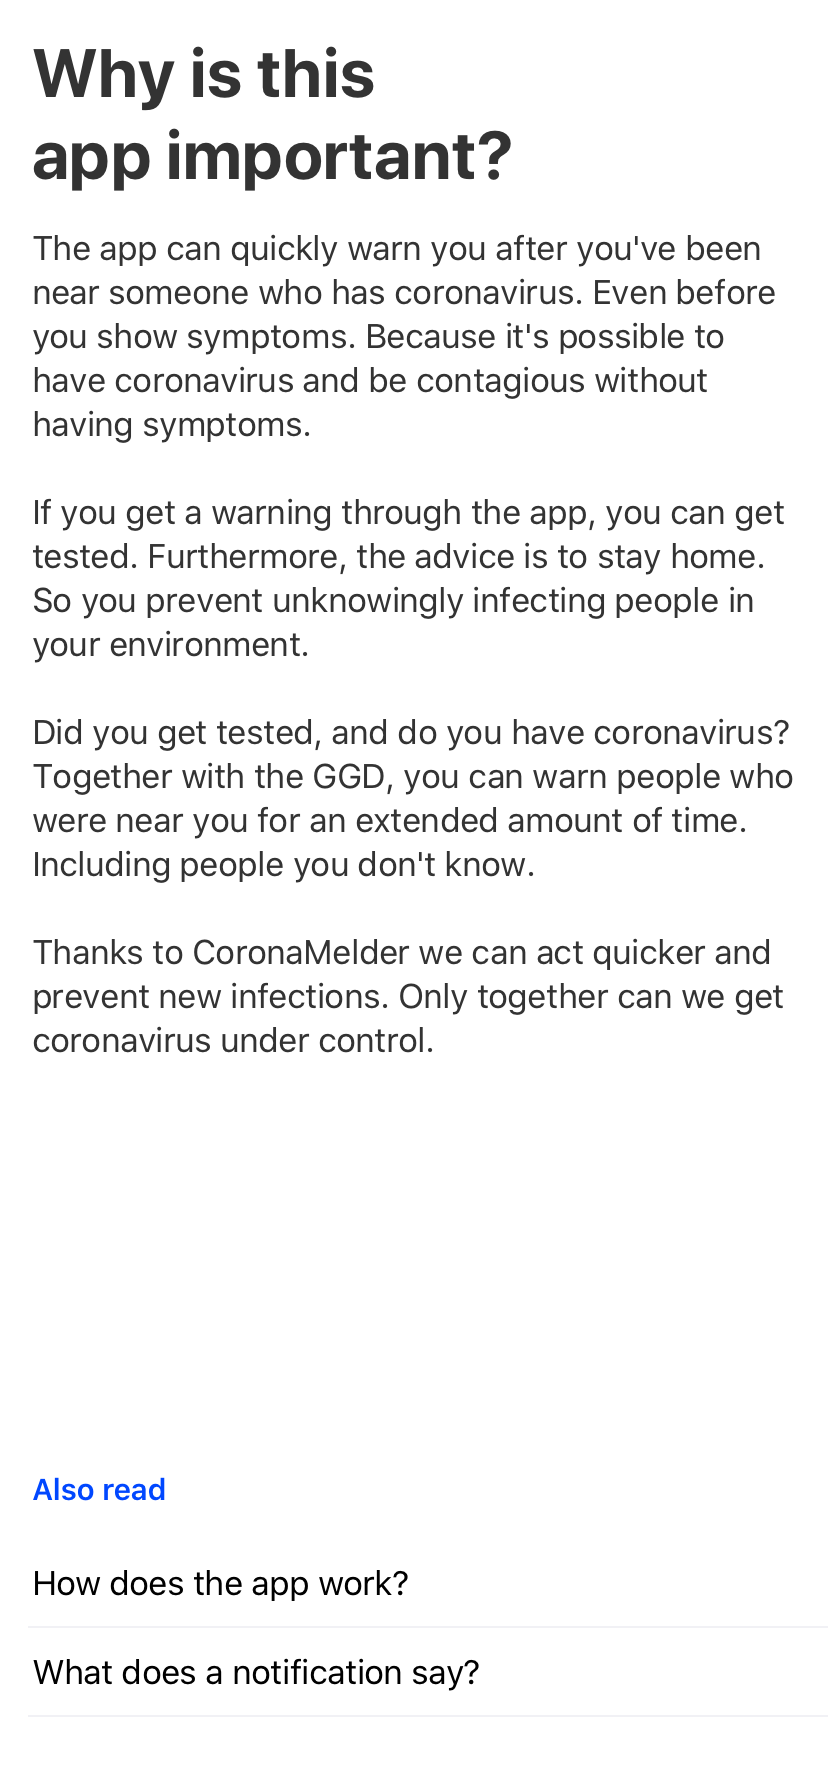 Why is this
app important?
The app can quickly warn you after you've been
near someone who has coronavirus. Even before
you show symptoms. Because it's possible to
have coronavirus and be contagious without
having symptoms.
If you get a warning through the app, you can get
tested. Furthermore, the advice is to stay home.
So you prevent unknowingly infecting people in
your environment.
Did you get tested, and do you have coronavirus?
Together with the GGD, you can warn people who
were near you for an extended amount of time.
Including people you don't know.
Thanks to CoronaMelder we can act quicker and
prevent new infections. Only together can we get
coronavirus under control.
Also read
How does the app work?
What does a notification say?